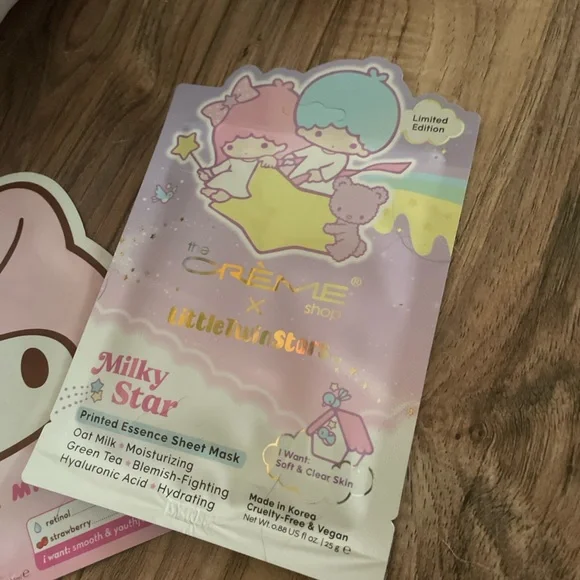 Limited
Edition
the
CRÈME®
shop
x
LittleTwinStars
Milky
Star
Printed Essence Sheet Mask
Oat Milk • Moisturizing
Green Tea • Blemish-Fighting
Hyaluronic Acid • Hydrating
I Want:
Soft & Clear Skin
Made in Korea
Cruelty-Free & Vegan
Net Wt. 0.88 US fl oz. | 25 g e
retinol
strawberry
i want: smooth & youthf